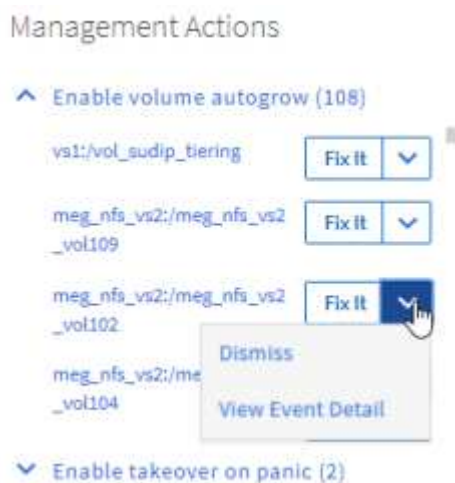 Management Actions
Enable volume autogrow (108)
vs1:/vol_sudip_tiering
Fix It
meg_nfs_vs2:/meg_nfs_vs2
_vol109
Fix It
meg_nfs_vs2:/meg_nfs_vs2
_vol102
Fix It
Dismiss
meg_nfs_vs2:/me
_vol104
View Event Detail
Enable takeover on panic (2)